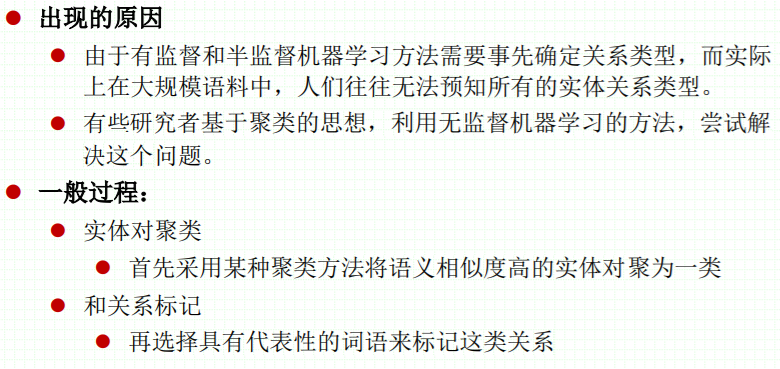 出现的原因
由于有监督和半监督机器学习方法需要事先确定关系类型，而实际
上在大规模语料中，人们往往无法预知所有的实体关系类型。
有些研究者基于聚类的思想，利用无监督机器学习的方法，尝试解
决这个问题。
一般过程：
实体对聚类
首先采用某种聚类方法将语义相似度高的实体对聚为一类
和关系标记
再选择具有代表性的词语来标记这类关系